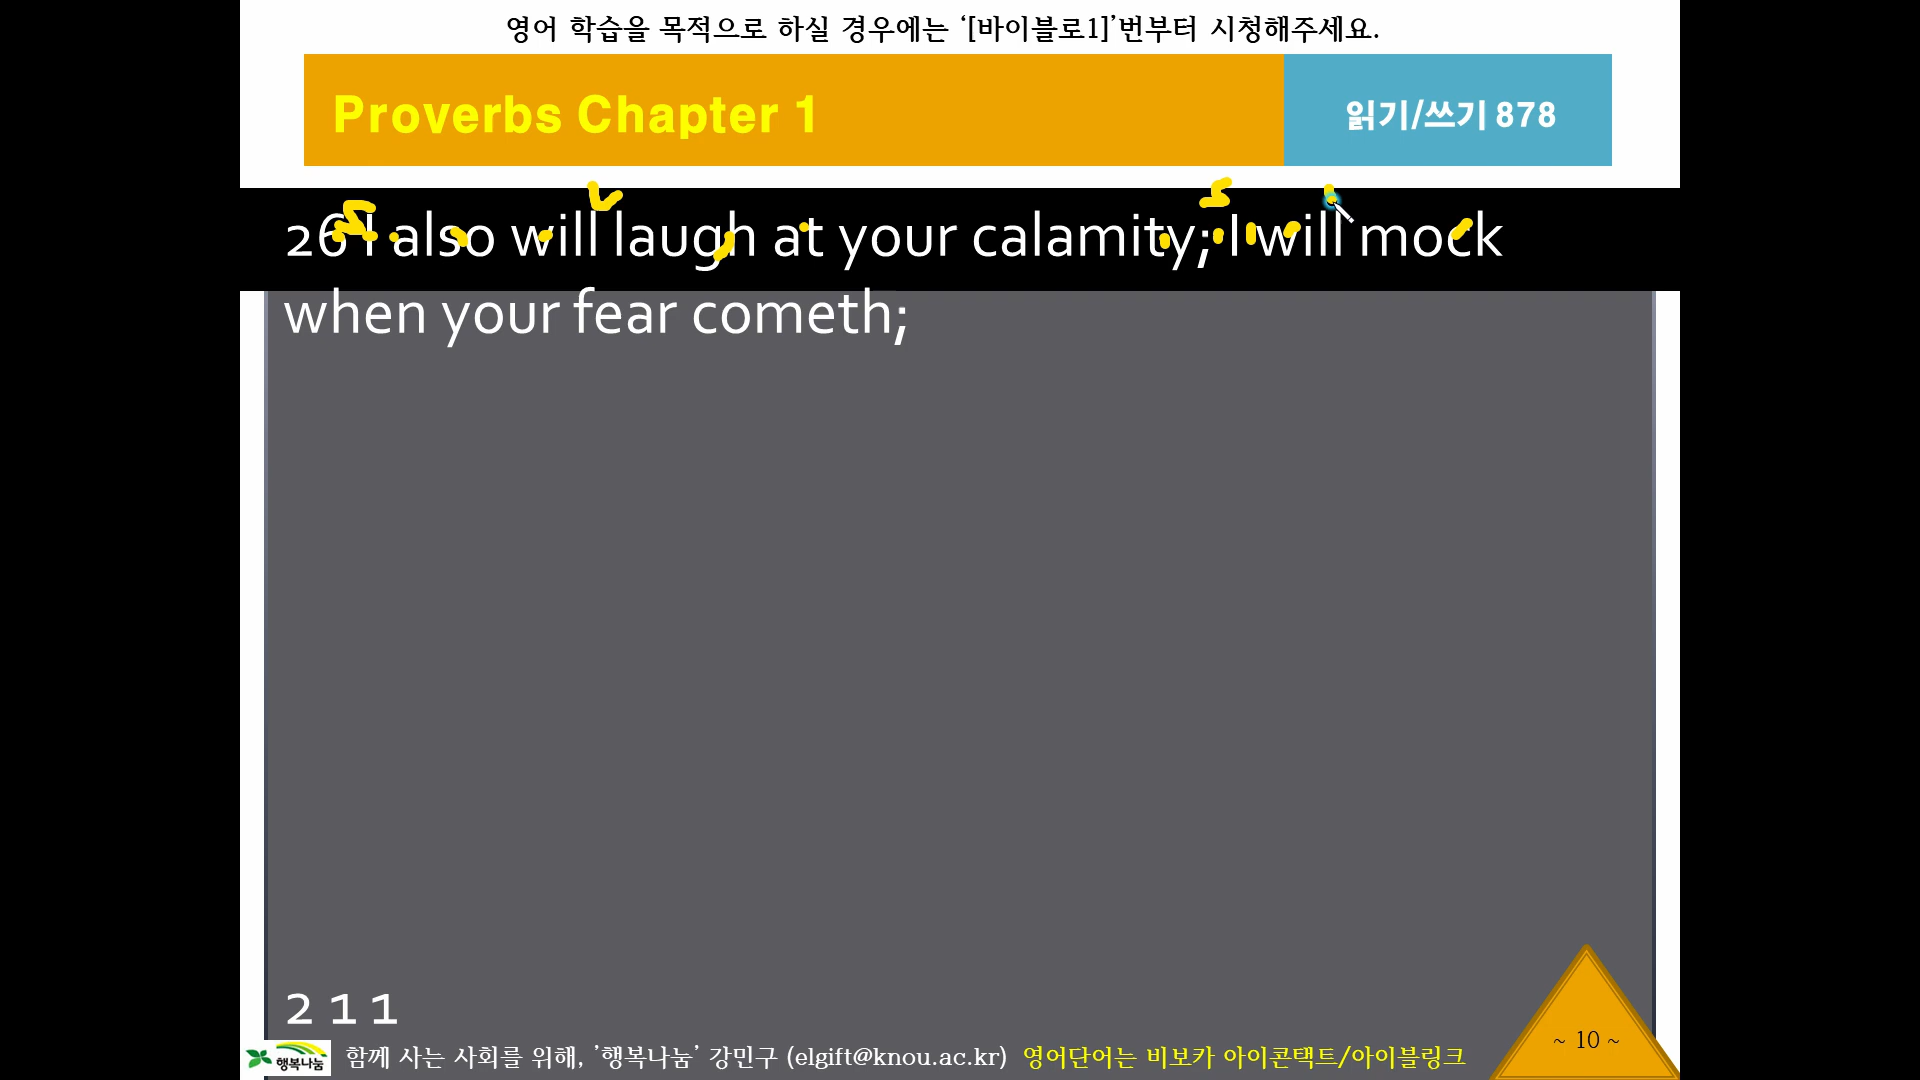 영어 학습을 목적으로 하실 경우에는 ‘[바이블로1]’번부터 시청해주세요.
Proverbs Chapter 1
읽기/쓰기 878
26 I also will laugh at your calamity; I will mock
when your fear cometh;
2 1 1
~ 10 ~
행복나눔 함께 사는 사회를 위해, ’행복나눔’ 강민구 (elgift@knou.ac.kr) 영어단어는 비보카 아이콘택트/아이블링크